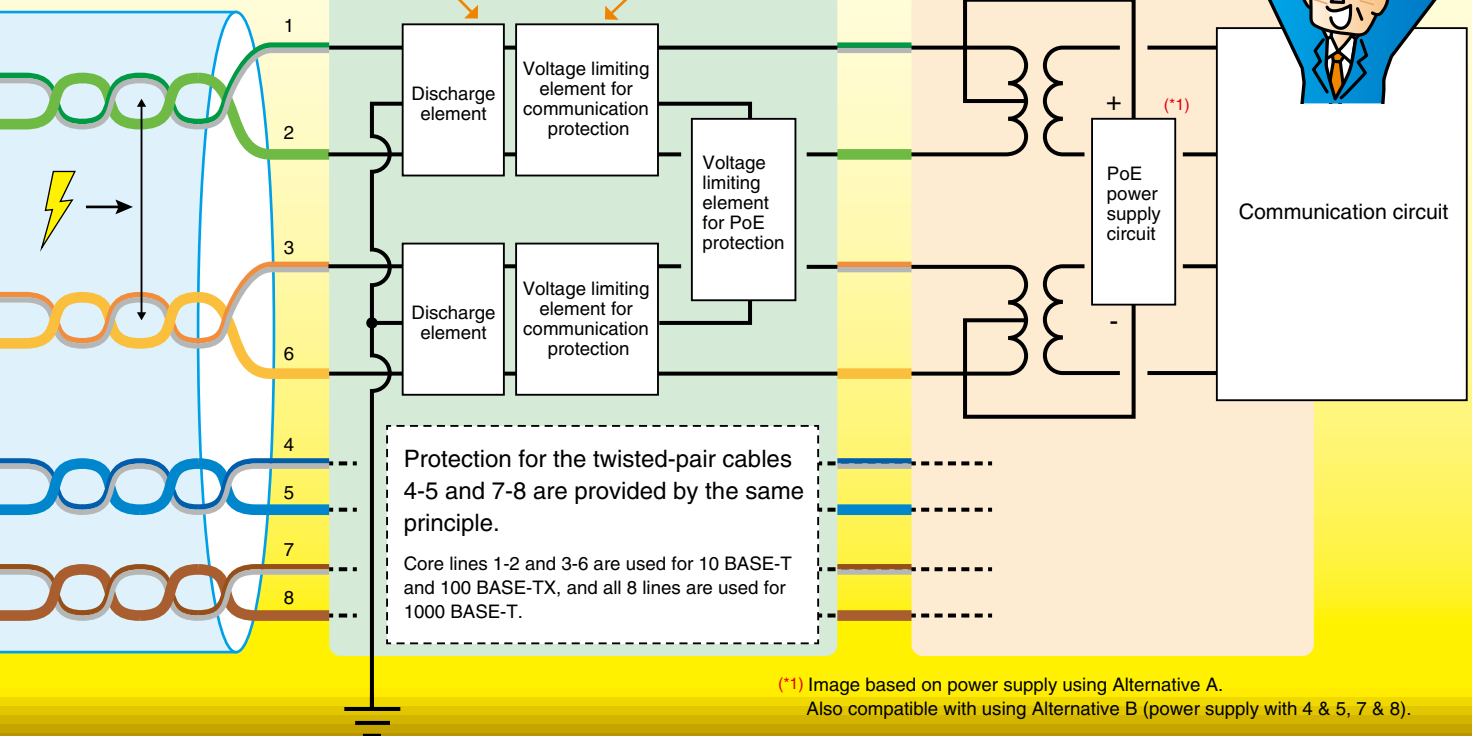 1
2
3
6
4
5
7
8
Discharge
element
Voltage limiting
element for
communication
protection
Voltage
limiting
element
for PoE
protection
Discharge
element
Voltage limiting
element for
communication
protection
+
(*1)
PoE
power
supply
circuit
-
Communication circuit
Protection for the twisted-pair cables
4-5 and 7-8 are provided by the same
principle.
Core lines 1-2 and 3-6 are used for 10 BASE-T
and 100 BASE-TX, and all 8 lines are used for
1000 BASE-T.
(*1) Image based on power supply using Alternative A.
Also compatible with using Alternative B (power supply with 4 & 5, 7 & 8).